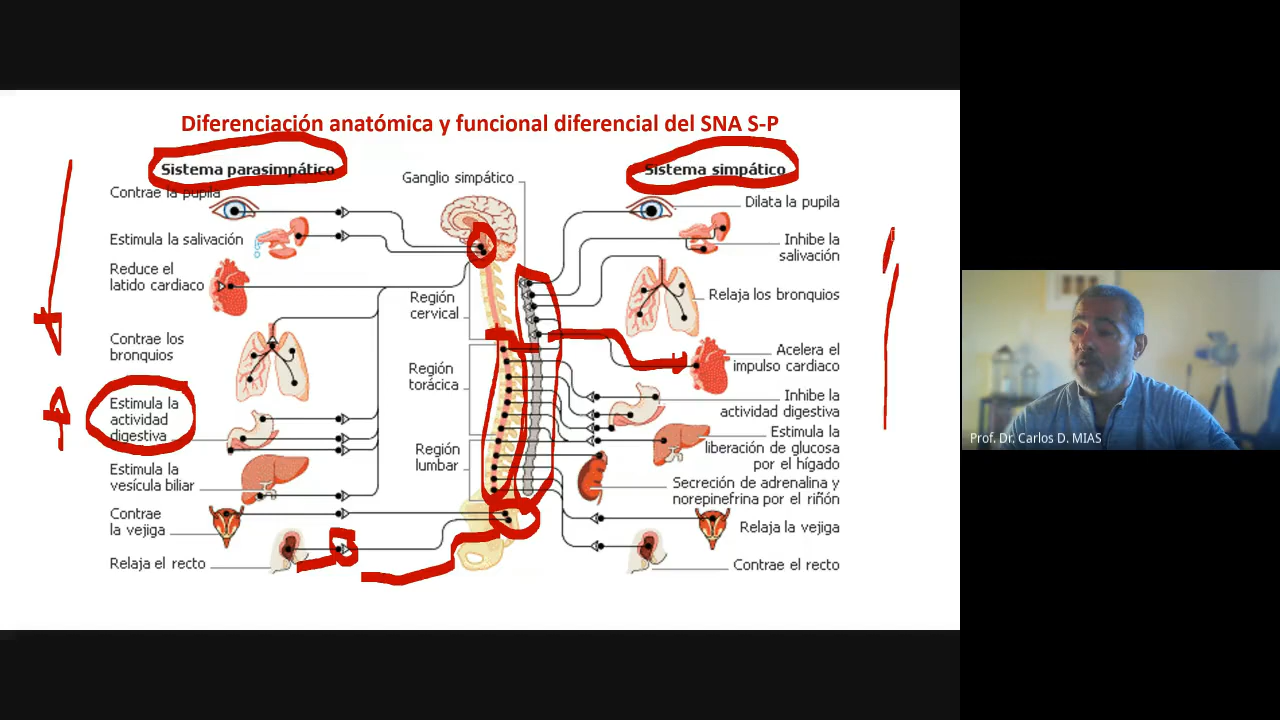 Diferenciación anatómica y funcional diferencial del SNA S-P
Sistema parasimpático
Contrae la pupila
Estimula la salivación
Reduce el
latido cardiaco
Contrae los
bronquios
Estimula la
actividad
digestiva
Estimula la
vesícula biliar
Contrae
la vejiga
Relaja el recto
Ganglio simpático
Región
cervical
Región
torácica
Región
lumbar
Sistema simpático
Dilata la pupila
Inhibe la
salivación
Relaja los bronquios
Acelera el
impulso cardiaco
Inhibe la
actividad digestiva
Estimula la
liberación de glucosa
por el hígado
Secreción de adrenalina y
norepinefrina por el riñón
Relaja la vejiga
Contrae el recto
Prof. Dr. Carlos D. MIAS